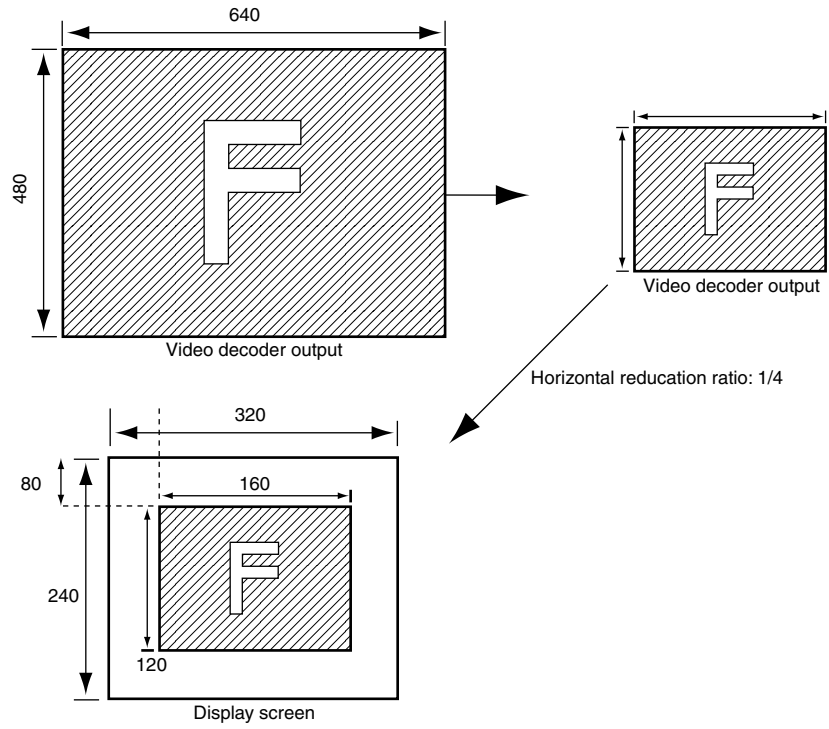 640
480
F
F
Video decoder output
Video decoder output
Horizontal reducation ratio: 1/4
320
80
160
F
240
120
Display screen